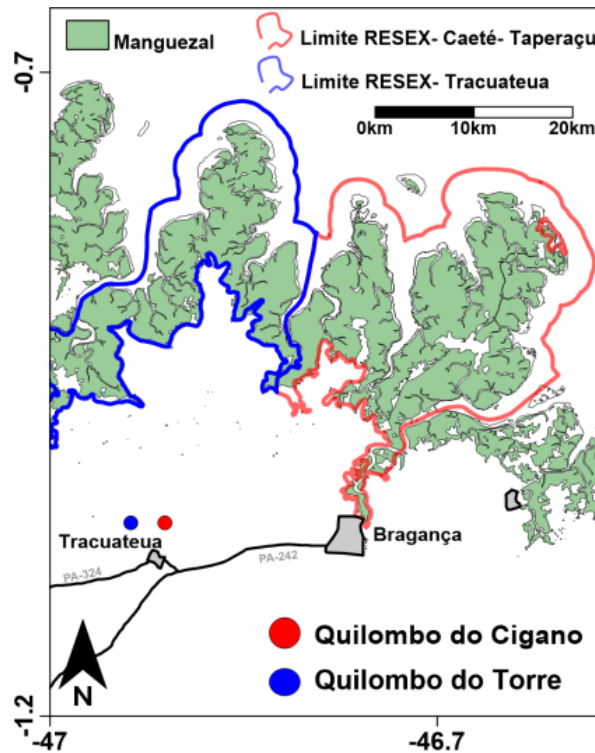 Manguezal
Limite RESEX- Caeté- Taperaçu
Limite RESEX- Tracuateua
0km 10km 20km
-0.7
Tracuateua
Bragança
PA-242
PA-324
Quilombo do Cigano
Quilombo do Torre
N
-1.2
-47 -46.7